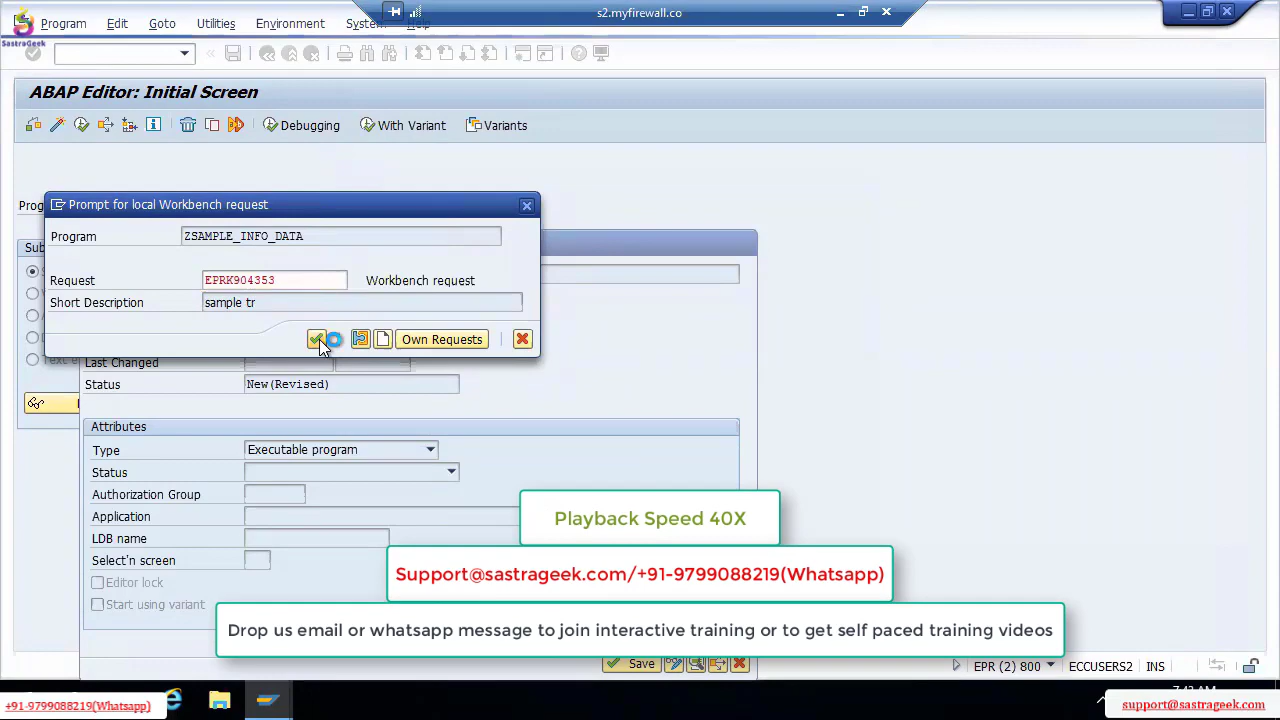 s2.myfirewall.co
Program Edit Goto Utilities Environment System Help
SastraGeek
ABAP Editor: Initial Screen
Debugging With Variant Variants
Prompt for local Workbench request
Program ZSAMPLE_INFO_DATA
Request EPRK904353 Workbench request
Short Description sample tr
Own Requests
Last Changed
Status New(Revised)
Attributes
Type Executable program
Status
Authorization Group
Application
LDB name
Select'n screen
Editor lock
Start using variant
Playback Speed 40X
Support@sastrageek.com/+91-9799088219(Whatsapp)
Drop us email or whatsapp message to join interactive training or to get self paced training videos
Save
EPR (2) 800 ECCUSERS2 INS
+91-9799088219(Whatsapp)
support@sastrageek.com